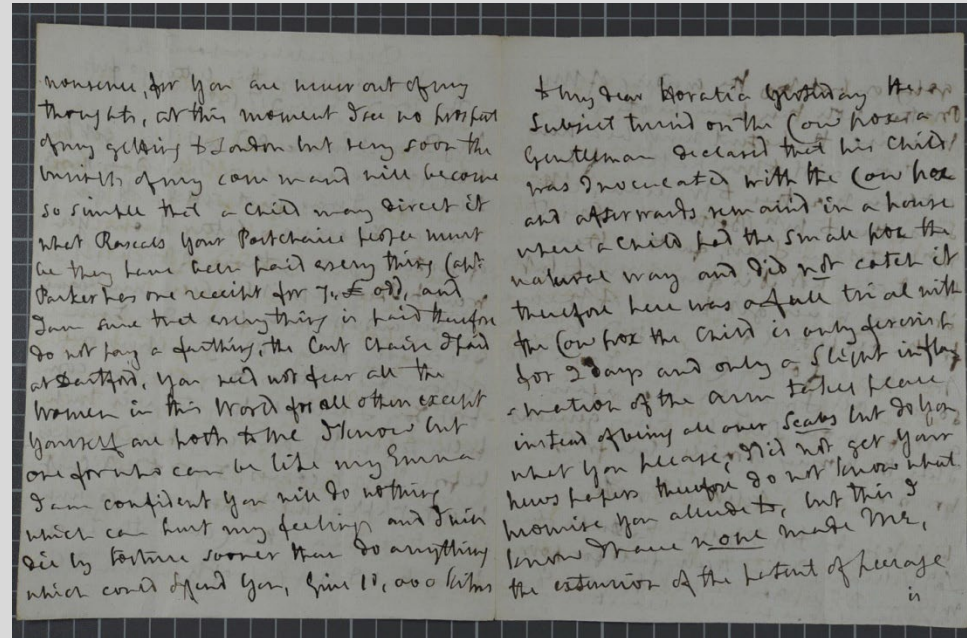 nonsense, for you are never out of my
thoughts, at this moment I see no prospect
of my getting to London but very soon the
business of my command will become
so simple that a child may direct it
what Rascals your Postchaise people must
be they have been paid every thing Capt:
Parker has one receipt for 7,,£ odd, and
I am sure that everything is paid therefore
do not pay a farthing, the Cart Chaise I paid
at Dartford, you need not fear all the
women in this World for all others except
yourself are pests to me I know but
one for who can be like my Emma
I am confident you will do nothing
which can hurt my feelings and I will
die by torture sooner than do anything
which could offend you, Give 10,000 kisses
to my dear Horatia Yesterday the
Subject turnd on the Cow pox a
Gentleman declared that his Child
was Inoculated with the Cow pox
and afterwards remaind in a house
where a child had the small pox the
natural way and did not catch it
therefore here was a full trial with
the Cow pox the Child is only feverish
for 2 days and only a slight inflam
-mation of the arm takes place
instead of being all over Scabs but do you
what you please, I did not get your
newspapers therefore do not know what
promise you allude to, but this I
know I have none made me,
the extension of the patent of peerage
is